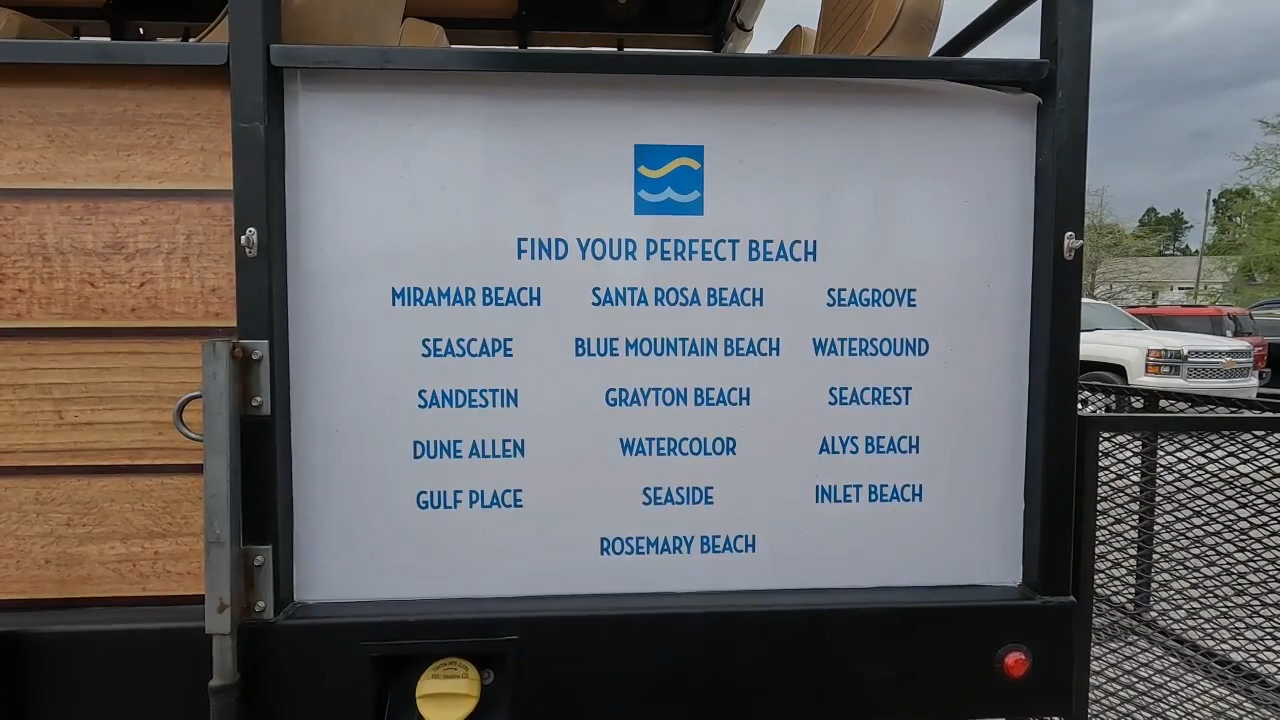 FIND YOUR PERFECT BEACH
MIRAMAR BEACH SANTA ROSA BEACH SEAGROVE
SEASCAPE BLUE MOUNTAIN BEACH WATERSOUND
SANDESTIN GRAYTON BEACH SEACREST
DUNE ALLEN WATERCOLOR ALYS BEACH
GULF PLACE SEASIDE INLET BEACH
ROSEMARY BEACH